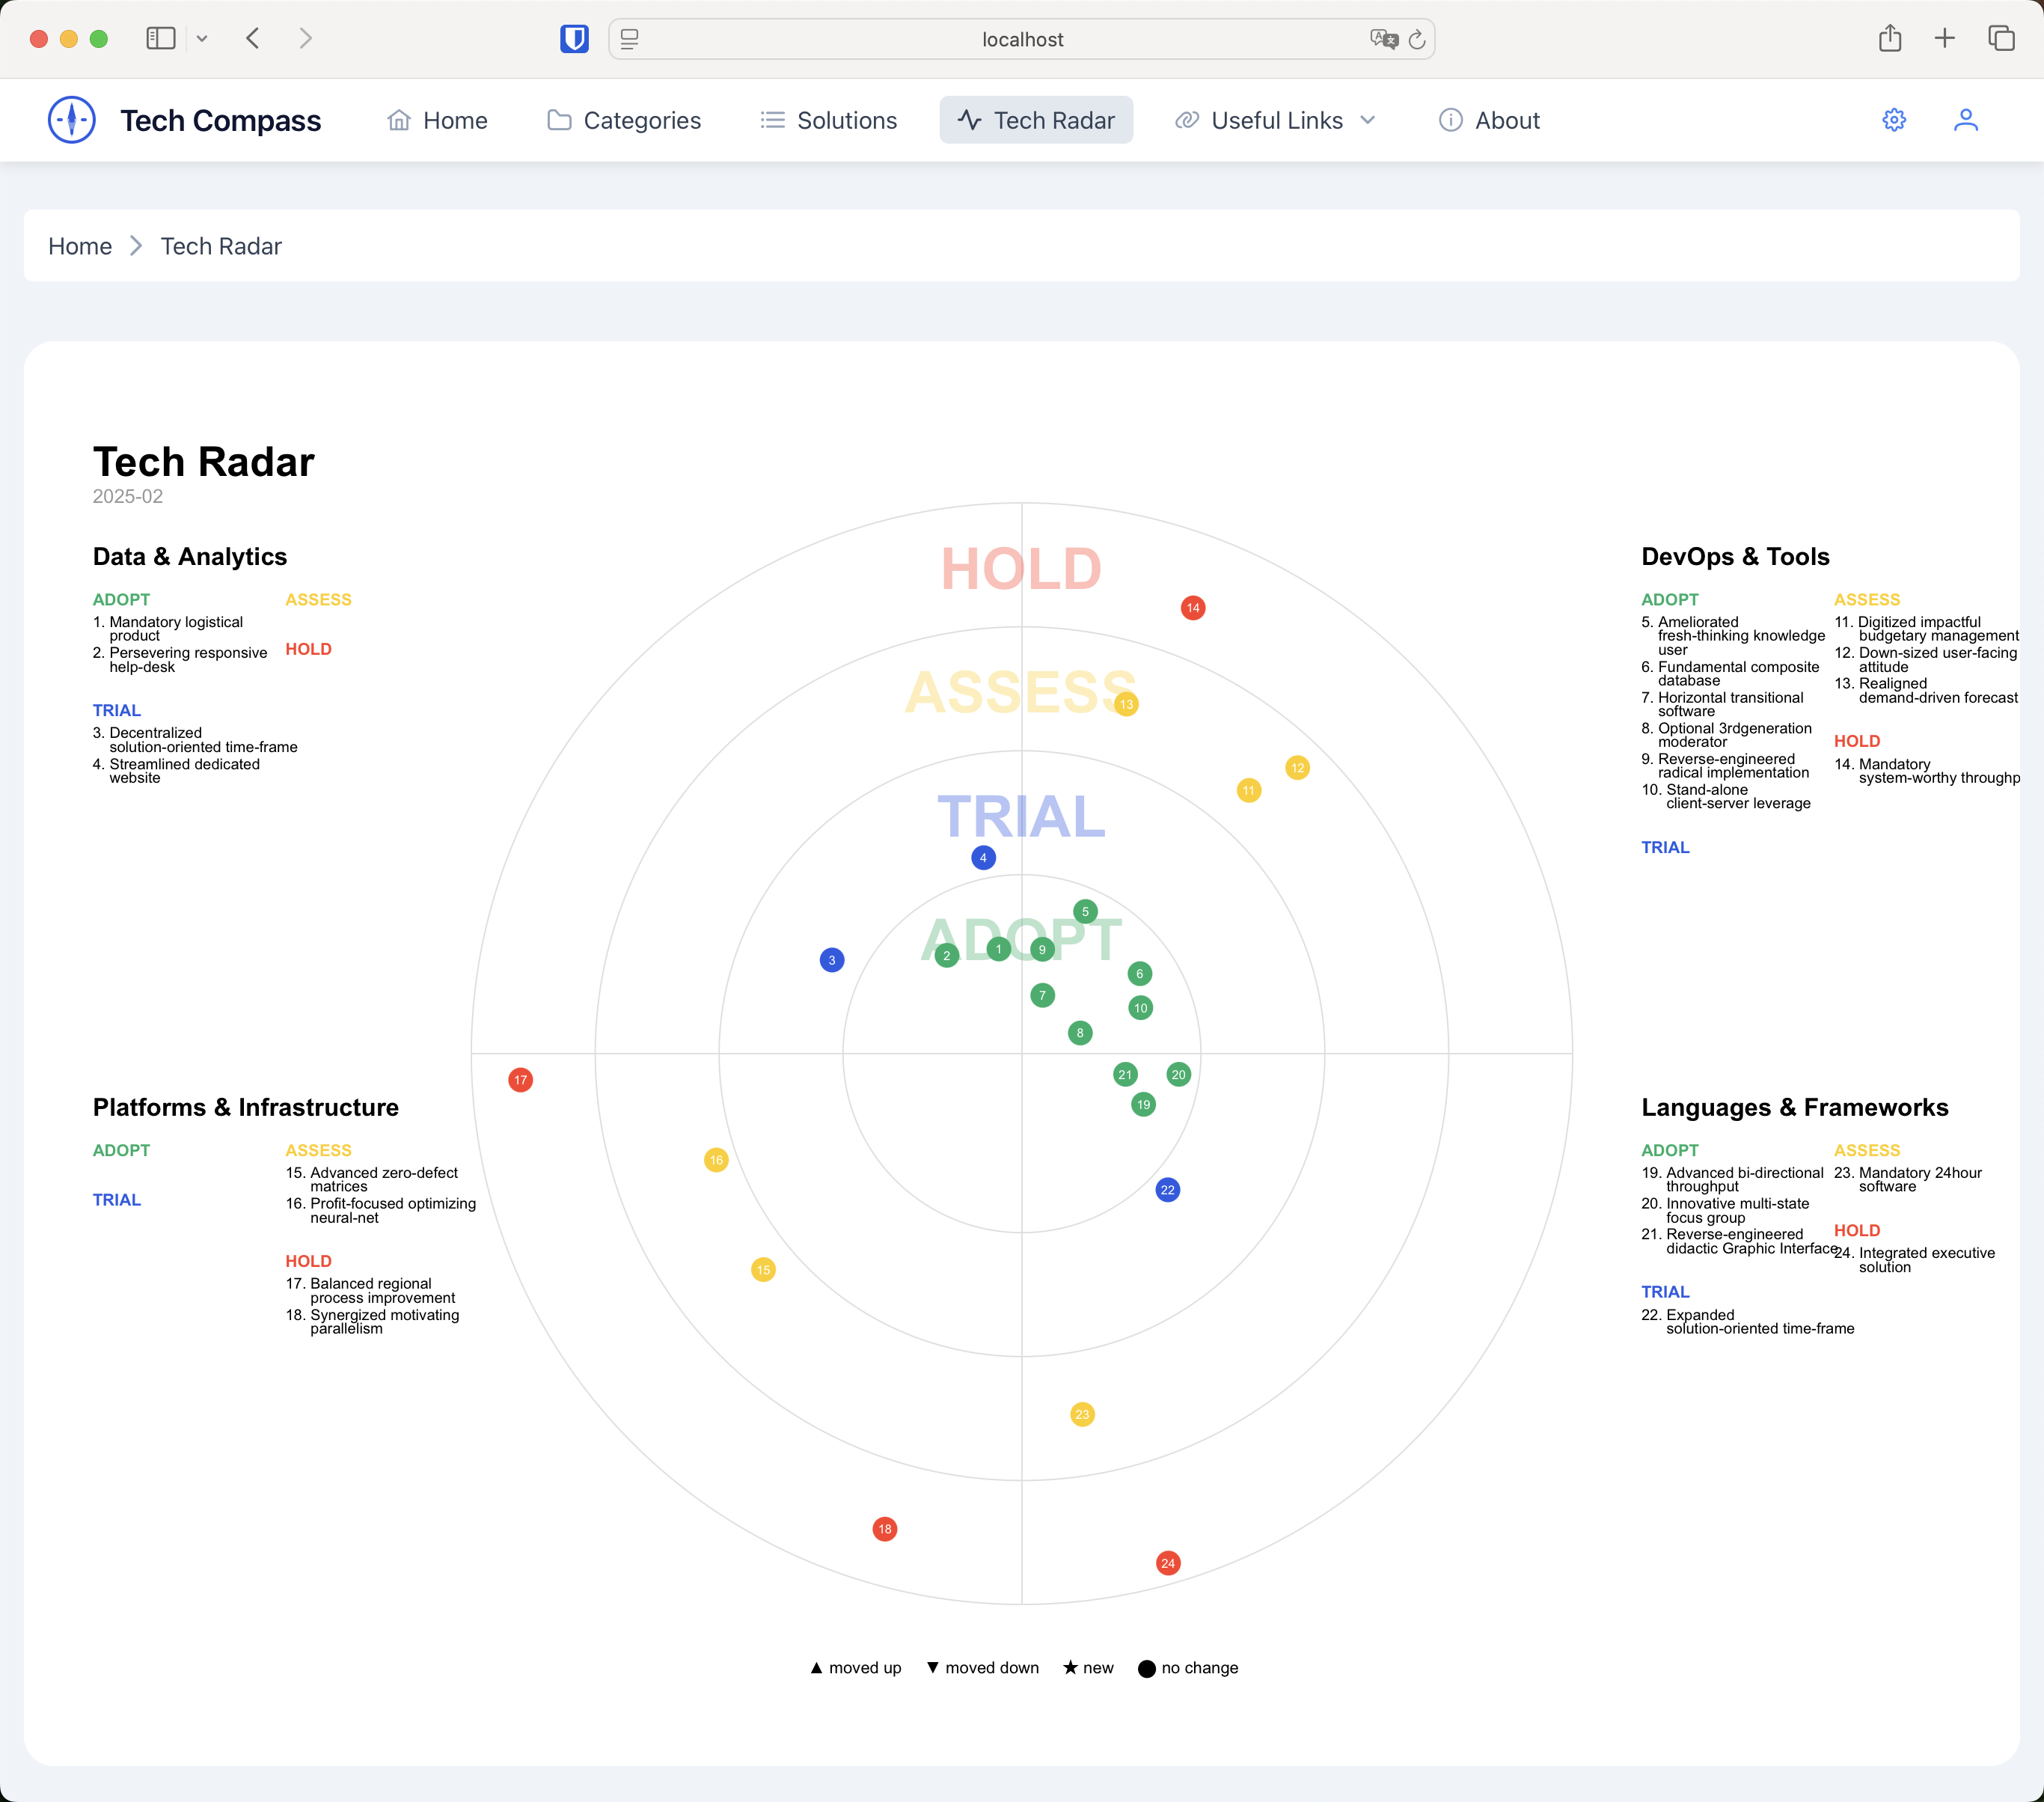 localhost
Tech Compass
Home
Categories
Solutions
Tech Radar
Useful Links
About
Home
Tech Radar
Tech Radar
2025-02
Data & Analytics
ADOPT
1. Mandatory logistical
product
2. Persevering responsive
help-desk
TRIAL
3. Decentralized
solution-oriented time-frame
4. Streamlined dedicated
website
ASSESS
HOLD
HOLD
ASSESS
TRIAL
ADOPT
14
13
12
11
4
5
3
2
1
9
6
7
10
8
17
21
20
19
16
22
15
23
18
24
DevOps & Tools
ADOPT
5. Ameliorated
fresh-thinking knowledge
user
6. Fundamental composite
database
7. Horizontal transitional
software
8. Optional 3rdgeneration
moderator
9. Reverse-engineered
radical implementation
10. Stand-alone
client-server leverage
TRIAL
ASSESS
11. Digitized impactful
budgetary management
12. Down-sized user-facing
attitude
13. Realigned
demand-driven forecast
HOLD
14. Mandatory
system-worthy throughp
Platforms & Infrastructure
ADOPT
TRIAL
ASSESS
15. Advanced zero-defect
matrices
16. Profit-focused optimizing
neural-net
HOLD
17. Balanced regional
process improvement
18. Synergized motivating
parallelism
Languages & Frameworks
ADOPT
19. Advanced bi-directional
throughput
20. Innovative multi-state
focus group
21. Reverse-engineered
didactic Graphic Interface
TRIAL
22. Expanded
solution-oriented time-frame
ASSESS
23. Mandatory 24hour
software
HOLD
24. Integrated executive
solution
▲ moved up
▼ moved down
★ new
● no change